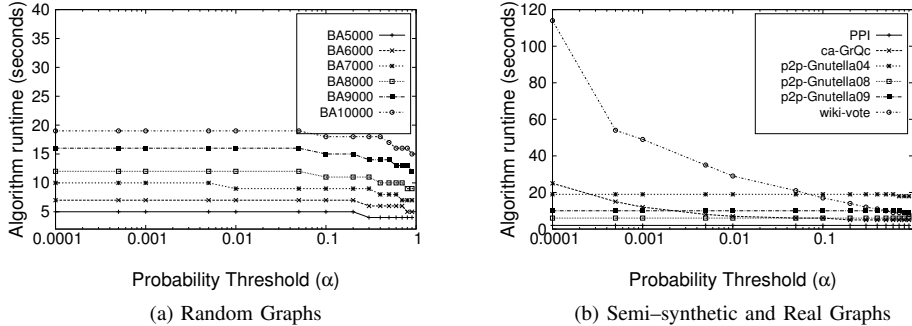 Algorithm runtime (seconds)
40
35
30
25
20
15
10
5
0
0.0001
0.001
0.01
0.1
1
BA5000
BA6000
BA7000
BA8000
BA9000
BA10000
Probability Threshold (α)
(a) Random Graphs
Algorithm runtime (seconds)
120
100
80
60
40
20
0
0.0001
0.001
0.01
0.1
PPI
ca-GrQc
p2p-Gnutella04
p2p-Gnutella08
p2p-Gnutella09
wiki-vote
Probability Threshold (α)
(b) Semi–synthetic and Real Graphs